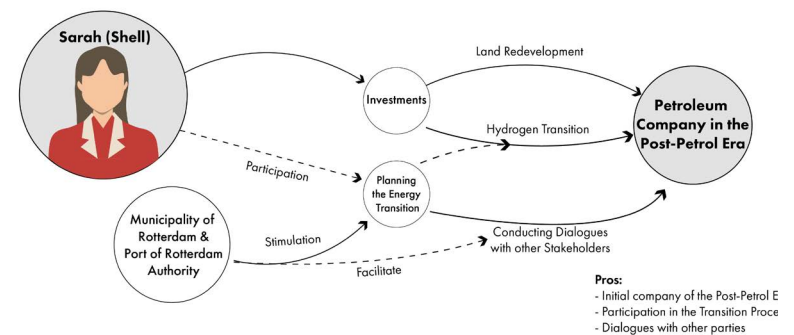 Sarah (Shell)
Land Redevelopment
Investments
Petroleum
Company in the
Post-Petrol Era
Hydrogen Transition
Participation
Planning
the Energy
Transition
Municipality of
Rotterdam &
Port of Rotterdam
Authority
Stimulation
Conducting Dialogues
with other Stakeholders
Facilitate
Pros:
- Initial company of the Post-Petrol E
- Participation in the Transition Proce
- Dialogues with other parties